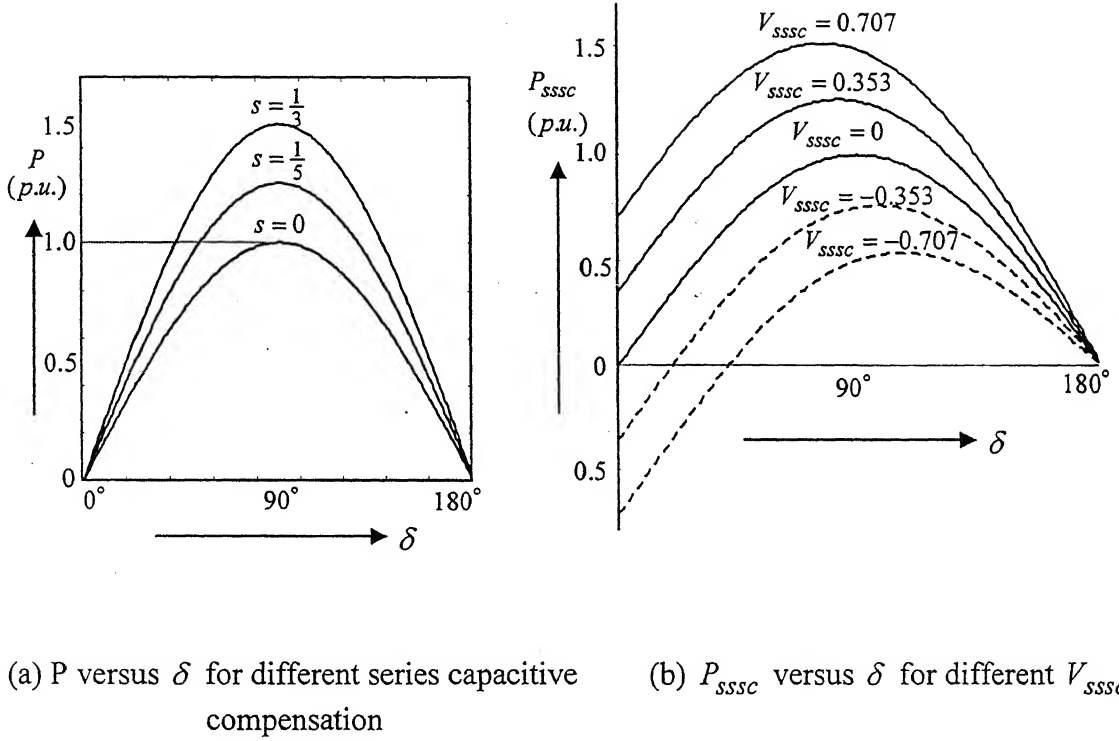 1.5
P
(p.u.)
1.0
0.5
0
s = 1/3
s = 1/5
s = 0
0°
90°
180°
δ
P_sssc
(p.u.)
1.5
1.0
0.5
0
0.5
V_sssc = 0.707
V_sssc = 0.353
V_sssc = 0
V_sssc = −0.353
V_sssc = −0.707
90°
180°
δ
(a) P versus δ for different series capacitive
compensation
(b) P_sssc versus δ for different V_sssc